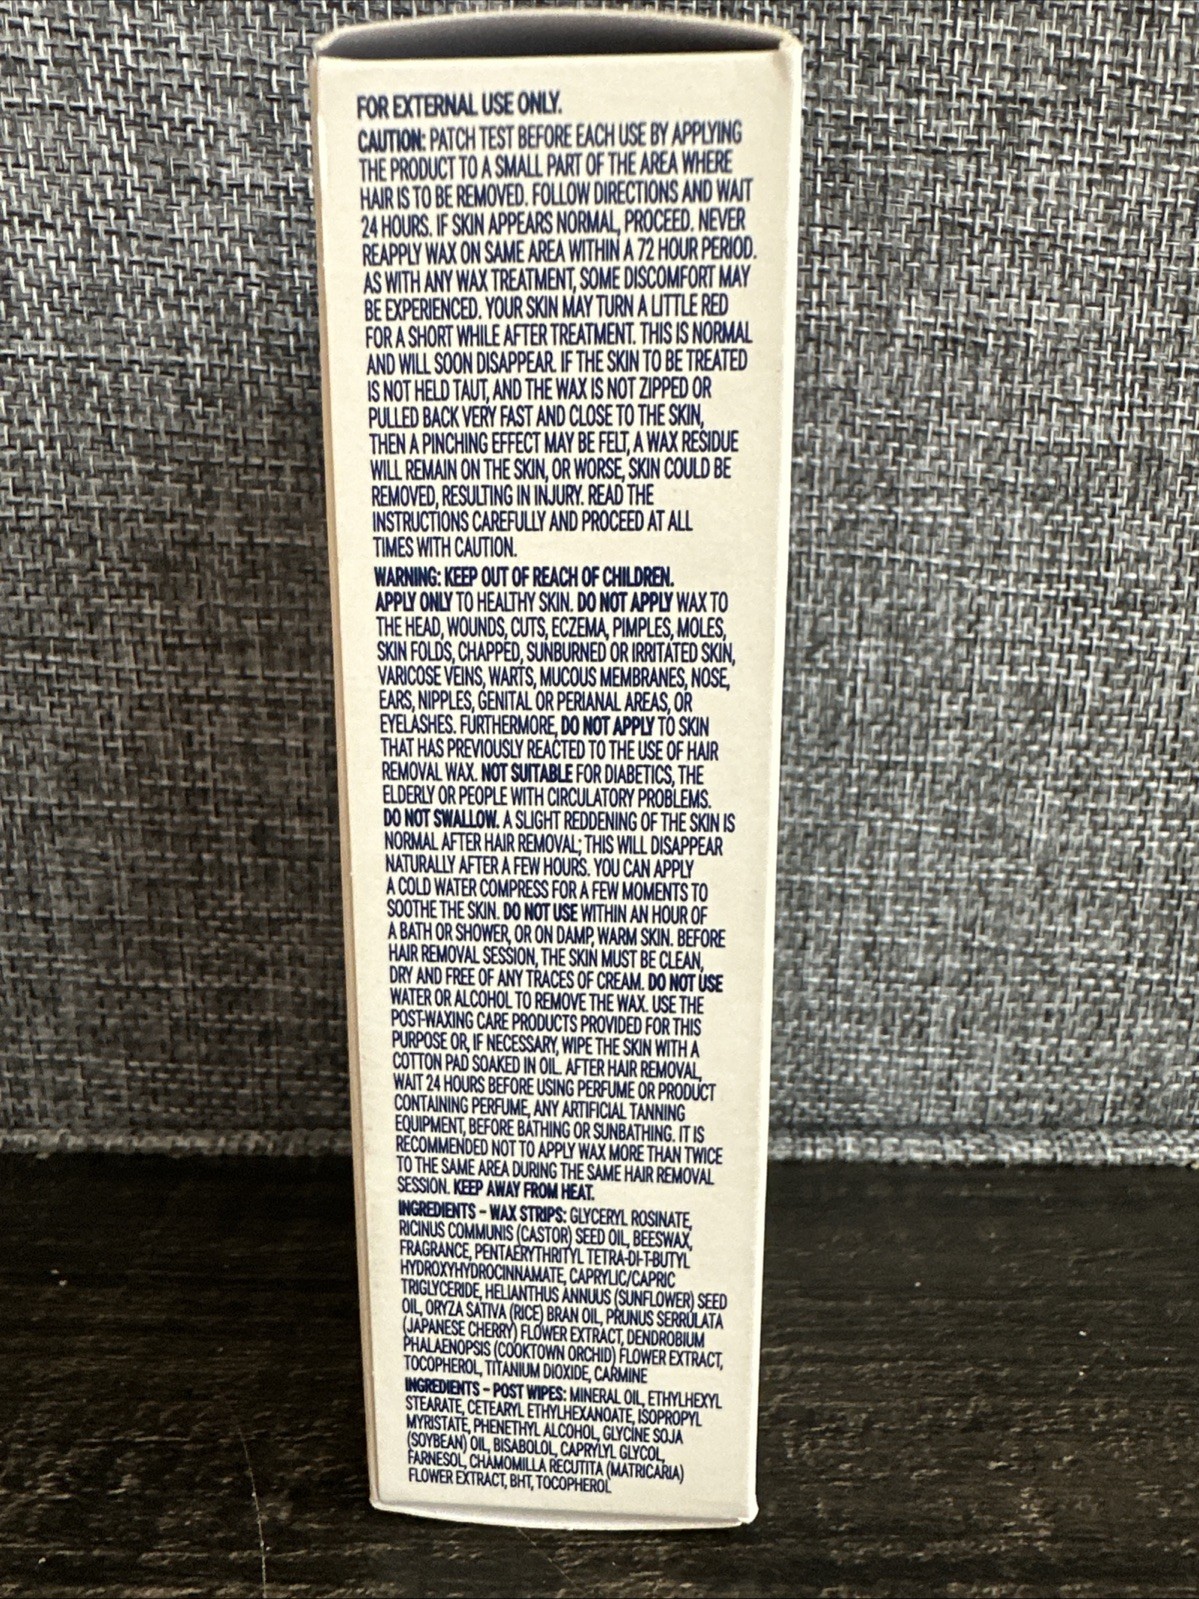 FOR EXTERNAL USE ONLY.
CAUTION: PATCH TEST BEFORE EACH USE BY APPLYING
THE PRODUCT TO A SMALL PART OF THE AREA WHERE
HAIR IS TO BE REMOVED. FOLLOW DIRECTIONS AND WAIT
24 HOURS. IF SKIN APPEARS NORMAL, PROCEED. NEVER
REAPPLY WAX ON SAME AREA WITHIN A 72 HOUR PERIOD.
AS WITH ANY WAX TREATMENT, SOME DISCOMFORT MAY
BE EXPERIENCED. YOUR SKIN MAY TURN A LITTLE RED
FOR A SHORT WHILE AFTER TREATMENT. THIS IS NORMAL
AND WILL SOON DISAPPEAR. IF THE SKIN TO BE TREATED
IS NOT HELD TAUT, AND THE WAX IS NOT ZIPPED OR
PULLED BACK VERY FAST AND CLOSE TO THE SKIN,
THEN A PINCHING EFFECT MAY BE FELT, A WAX RESIDUE
WILL REMAIN ON THE SKIN, OR WORSE, SKIN COULD BE
REMOVED, RESULTING IN INJURY. READ THE
INSTRUCTIONS CAREFULLY AND PROCEED AT ALL
TIMES WITH CAUTION.
WARNING: KEEP OUT OF REACH OF CHILDREN.
APPLY ONLY TO HEALTHY SKIN. DO NOT APPLY WAX TO
THE HEAD, WOUNDS, CUTS, ECZEMA, PIMPLES, MOLES,
SKIN FOLDS, CHAPPED, SUNBURNED OR IRRITATED SKIN,
VARICOSE VEINS, WARTS, MUCOUS MEMBRANES, NOSE,
EARS, NIPPLES, GENITAL OR PERIANAL AREAS, OR
EYELASHES. FURTHERMORE, DO NOT APPLY TO SKIN
THAT HAS PREVIOUSLY REACTED TO THE USE OF HAIR
REMOVAL WAX. NOT SUITABLE FOR DIABETICS, THE
ELDERLY OR PEOPLE WITH CIRCULATORY PROBLEMS.
DO NOT SWALLOW. A SLIGHT REDDENING OF THE SKIN IS
NORMAL AFTER HAIR REMOVAL; THIS WILL DISAPPEAR
NATURALLY AFTER A FEW HOURS. YOU CAN APPLY
A COLD WATER COMPRESS FOR A FEW MOMENTS TO
SOOTHE THE SKIN. DO NOT USE WITHIN AN HOUR OF
A BATH OR SHOWER, OR ON DAMP, WARM SKIN. BEFORE
HAIR REMOVAL SESSION, THE SKIN MUST BE CLEAN,
DRY AND FREE OF ANY TRACES OF CREAM. DO NOT USE
WATER OR ALCOHOL TO REMOVE THE WAX. USE THE
POST-WAXING CARE PRODUCTS PROVIDED FOR THIS
PURPOSE OR, IF NECESSARY, WIPE THE SKIN WITH A
COTTON PAD SOAKED IN OIL. AFTER HAIR REMOVAL,
WAIT 24 HOURS BEFORE USING PERFUME OR PRODUCT
CONTAINING PERFUME, ANY ARTIFICIAL TANNING
EQUIPMENT, BEFORE BATHING OR SUNBATHING. IT IS
RECOMMENDED NOT TO APPLY WAX MORE THAN TWICE
TO THE SAME AREA DURING THE SAME HAIR REMOVAL
SESSION. KEEP AWAY FROM HEAT.
INGREDIENTS - WAX STRIPS: GLYCERYL ROSINATE,
RICINUS COMMUNIS (CASTOR) SEED OIL, BEESWAX,
FRAGRANCE, PENTAERYTHRITYL TETRA-DI-T-BUTYL
HYDROXYHYDROCINNAMATE, CAPRYLIC/CAPRIC
TRIGLYCERIDE, HELIANTHUS ANNUUS (SUNFLOWER) SEED
OIL, ORYZA SATIVA (RICE) BRAN OIL, PRUNUS SERRULATA
(JAPANESE CHERRY) FLOWER EXTRACT, DENDROBIUM
PHALAENOPSIS (COOKTOWN ORCHID) FLOWER EXTRACT,
TOCOPHEROL, TITANIUM DIOXIDE, CARMINE
INGREDIENTS - POST WIPES: MINERAL OIL, ETHYLHEXYL
STEARATE, CETEARYL ETHYLHEXANOATE, ISOPROPYL
MYRISTATE, PHENETHYL ALCOHOL, GLYCINE SOJA
(SOYBEAN) OIL, BISABOLOL, CAPRYLYL GLYCOL,
FARNESOL, CHAMOMILLA RECUTITA (MATRICARIA)
FLOWER EXTRACT, BHT, TOCOPHEROL